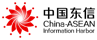 中国东信
China-ASEAN
Information Harbor